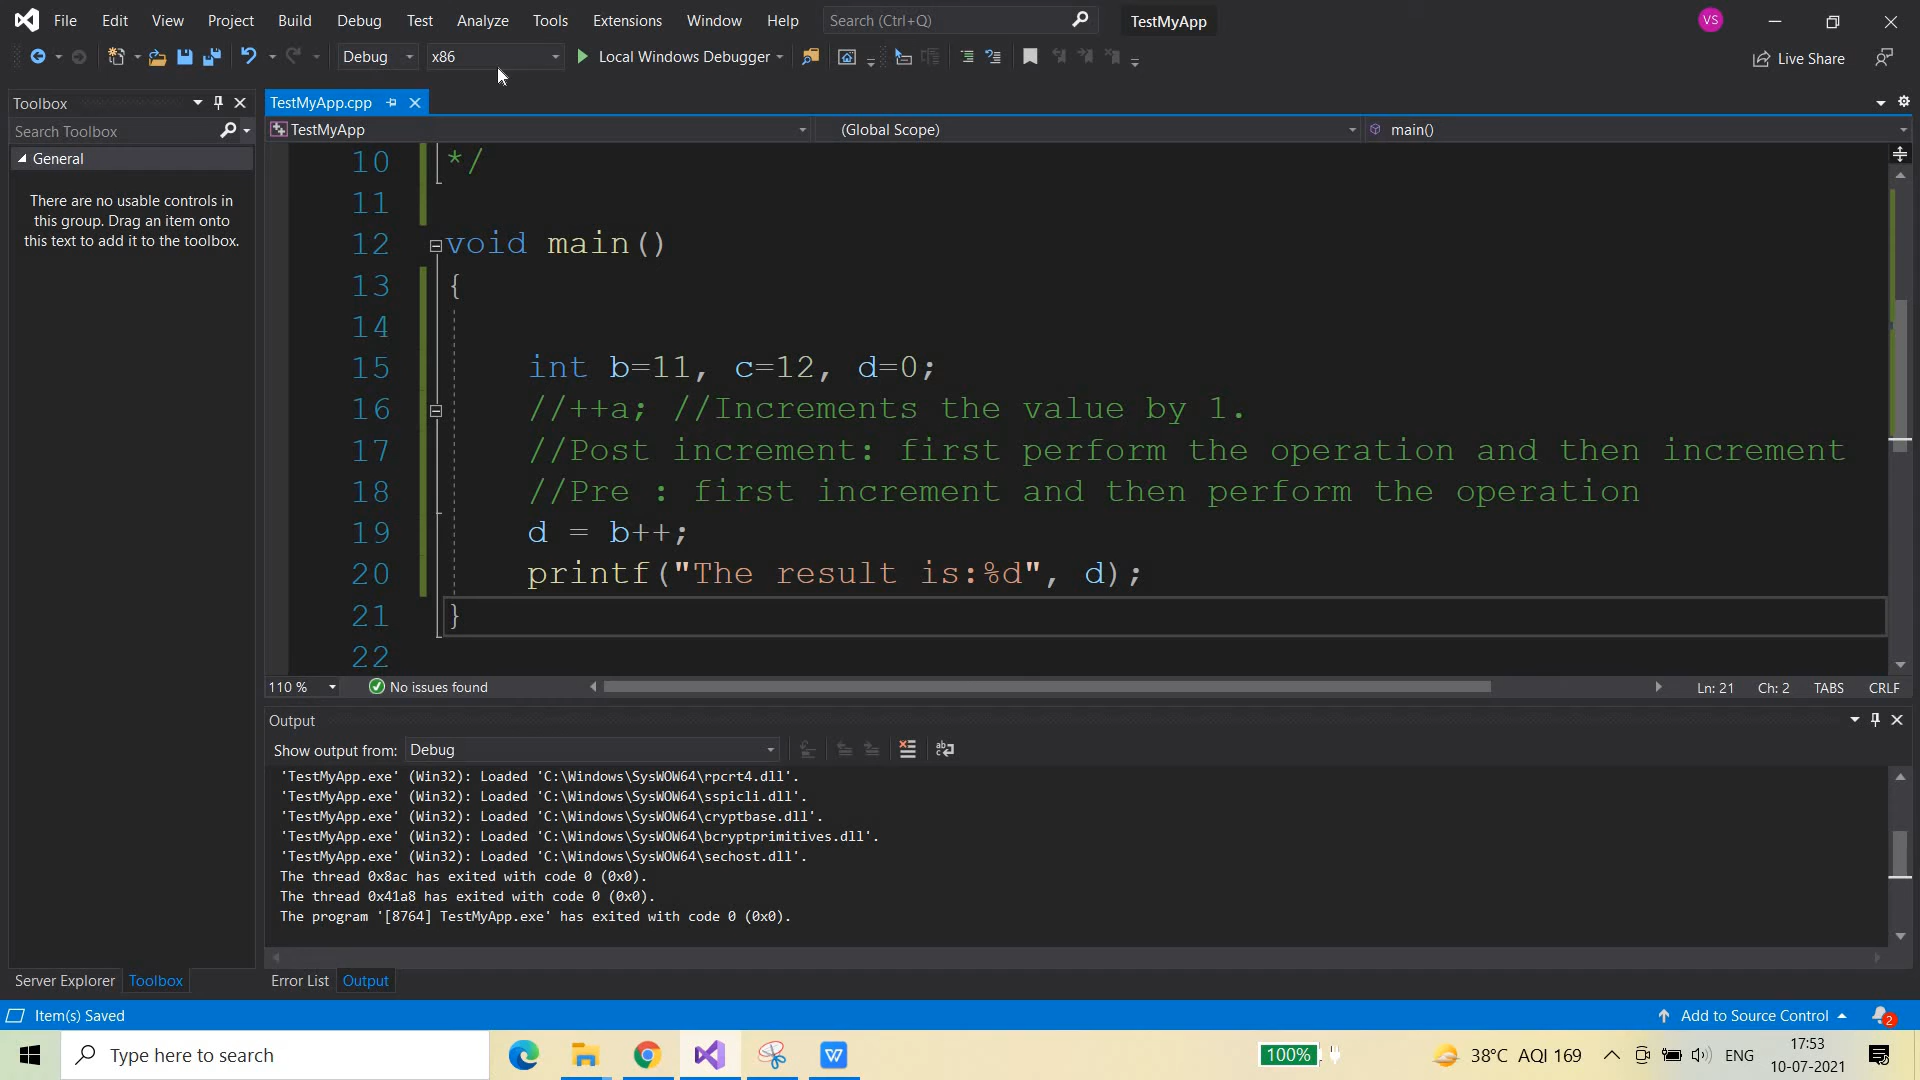 File Edit View Project Build Debug Test Analyze Tools Extensions Window Help Search (Ctrl+Q) TestMyApp VS
Debug x86 Local Windows Debugger Live Share
Toolbox
Search Toolbox
General
There are no usable controls in
this group. Drag an item onto
this text to add it to the toolbox.
TestMyApp.cpp
TestMyApp (Global Scope) main()
10 */
11
12 void main()
13 {
14
15 int b=11, c=12, d=0;
16 //++a; //Increments the value by 1.
17 //Post increment: first perform the operation and then increment
18 //Pre : first increment and then perform the operation
19 d = b++;
20 printf("The result is:%d", d);
21 }
22
110 % No issues found Ln: 21 Ch: 2 TABS CRLF
Output
Show output from: Debug
'TestMyApp.exe' (Win32): Loaded 'C:\Windows\SysWOW64\rpcrt4.dll'.
'TestMyApp.exe' (Win32): Loaded 'C:\Windows\SysWOW64\sspicli.dll'.
'TestMyApp.exe' (Win32): Loaded 'C:\Windows\SysWOW64\cryptbase.dll'.
'TestMyApp.exe' (Win32): Loaded 'C:\Windows\SysWOW64\bcryptprimitives.dll'.
'TestMyApp.exe' (Win32): Loaded 'C:\Windows\SysWOW64\sechost.dll'.
The thread 0x8ac has exited with code 0 (0x0).
The thread 0x41a8 has exited with code 0 (0x0).
The program '[8764] TestMyApp.exe' has exited with code 0 (0x0).
Server Explorer Toolbox Error List Output
Item(s) Saved Add to Source Control 2
Type here to search 100% 38°C AQI 169 ENG 17:53
10-07-2021